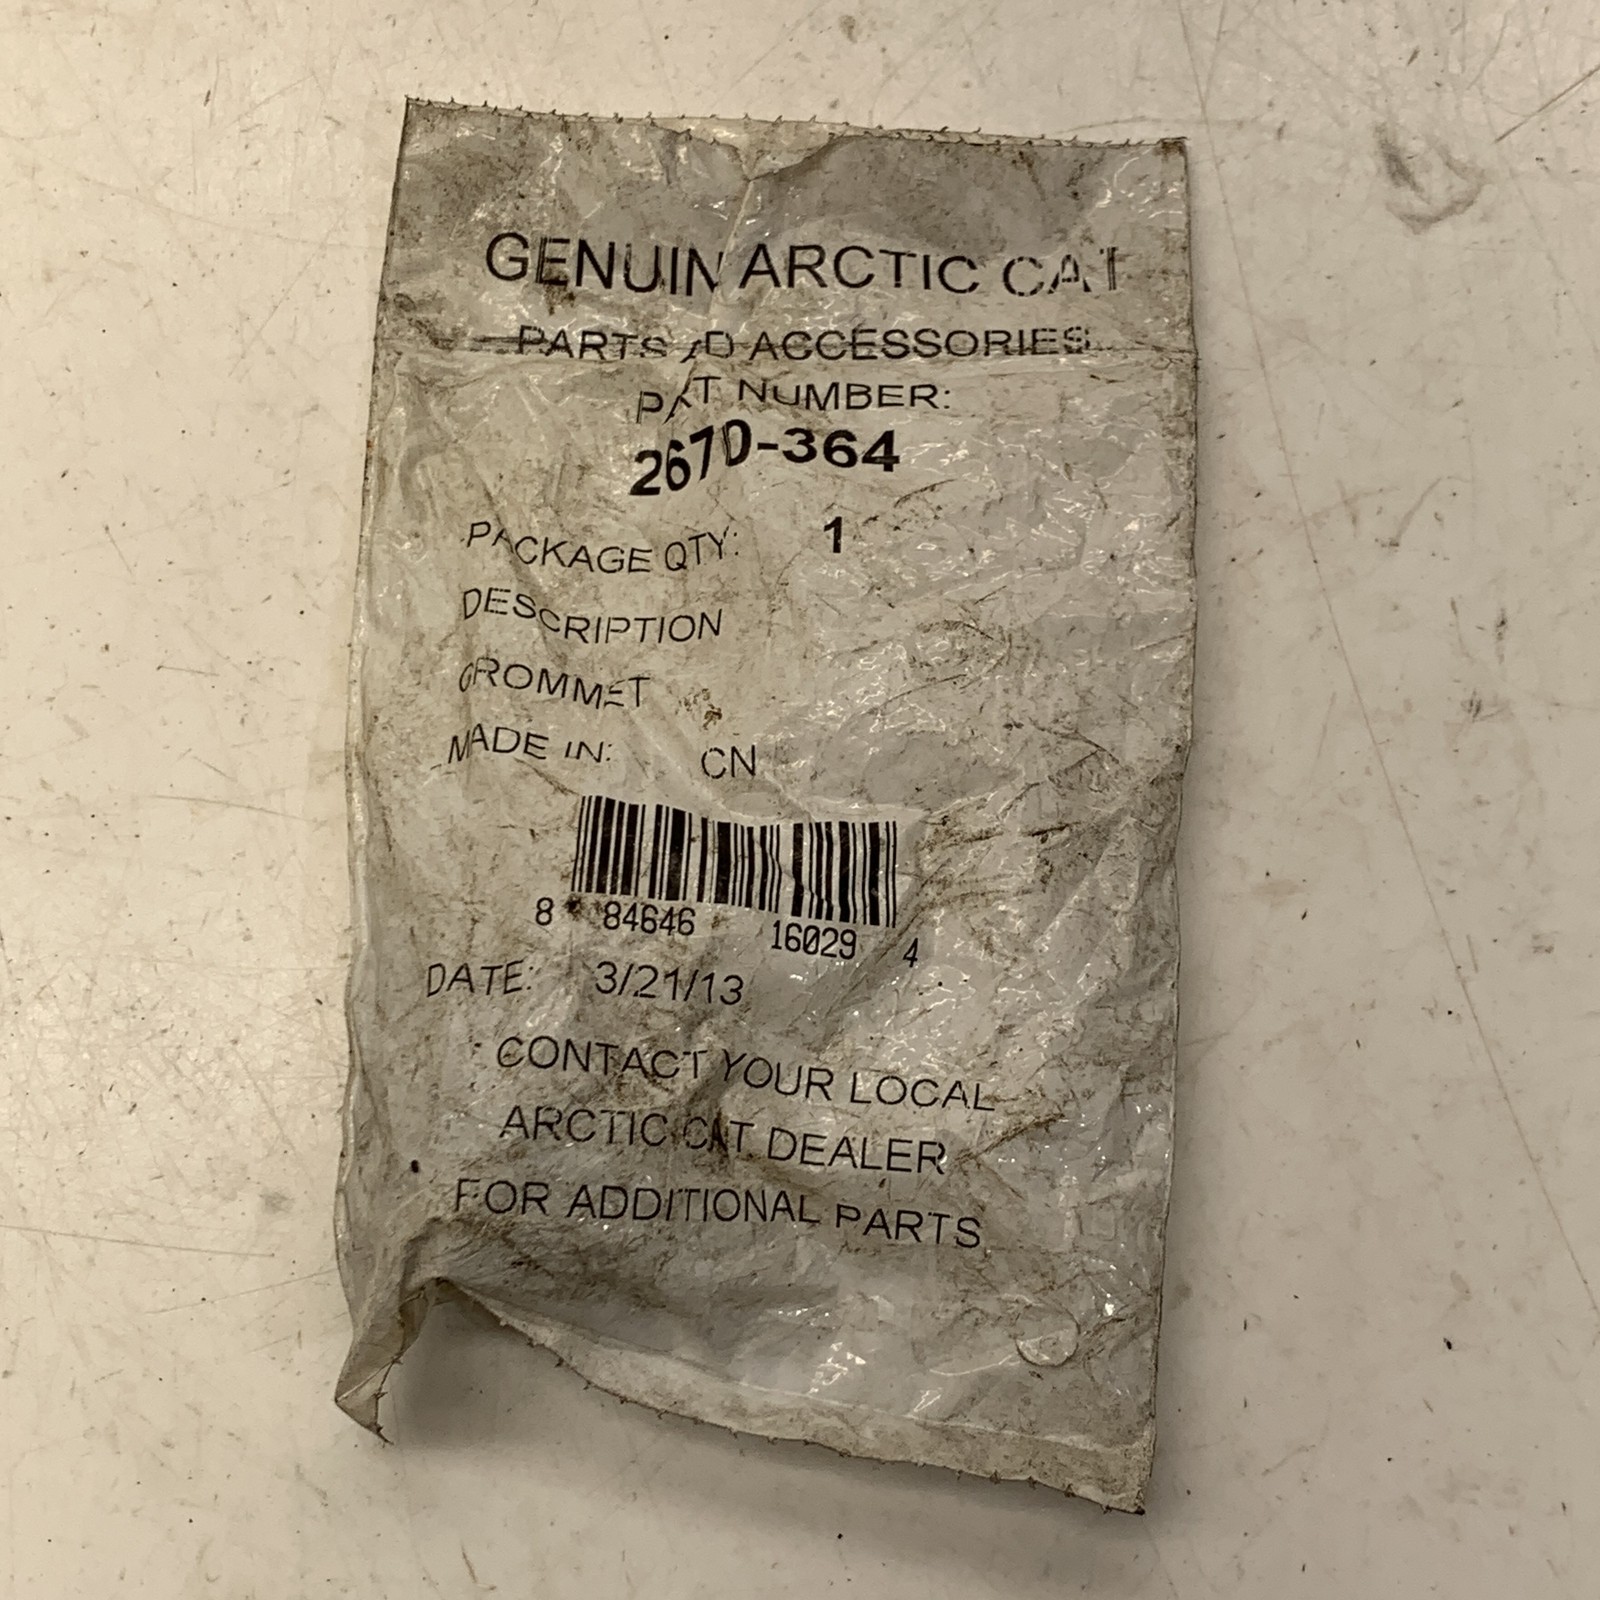 GENUIN ARCTIC CAT
PARTS D ACCESSORIES
PAT NUMBER:
2670-364
PACKAGE QTY: 1
DESCRIPTION
GROMMET
MADE IN: CN
8 84646 16029 4
DATE: 3/21/13
CONTACT YOUR LOCAL
ARCTIC CAT DEALER
FOR ADDITIONAL PARTS